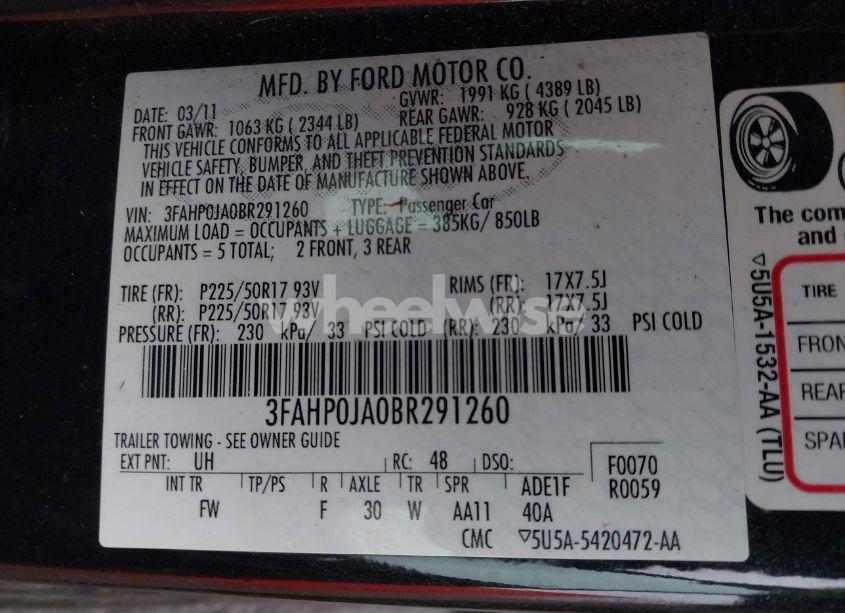 MFD. BY FORD MOTOR CO.
DATE: 03/11 GVWR: 1991 KG ( 4389 LB)
FRONT GAWR: 1063 KG ( 2344 LB) REAR GAWR: 928 KG ( 2045 LB)
THIS VEHICLE CONFORMS TO ALL APPLICABLE FEDERAL MOTOR
VEHICLE SAFETY, BUMPER, AND THEFT PREVENTION STANDARDS
IN EFFECT ON THE DATE OF MANUFACTURE SHOWN ABOVE.
VIN: 3FAHP0JA0BR291260 TYPE: Passenger Car
MAXIMUM LOAD = OCCUPANTS + LUGGAGE = 385KG/ 850LB
OCCUPANTS = 5 TOTAL; 2 FRONT, 3 REAR
TIRE (FR): P225/50R17 93V RIMS (FR): 17X7.5J
(RR): P225/50R17 93V (RR): 17X7.5J
PRESSURE (FR): 230 kPa/ 33 PSI COLD (RR): 230 kPa/ 33 PSI COLD
wheelwise
3FAHP0JA0BR291260
TRAILER TOWING - SEE OWNER GUIDE
EXT PNT: UH RC: 48 DSO: F0070
R0059
INT TR TP/PS R AXLE TR SPR ADE1F
FW F 30 W AA11 40A
CMC ▽5U5A-5420472-AA
The com
and
TIRE
FRON
REAR
SPA
▽5U5A-1532-AA (TLU)